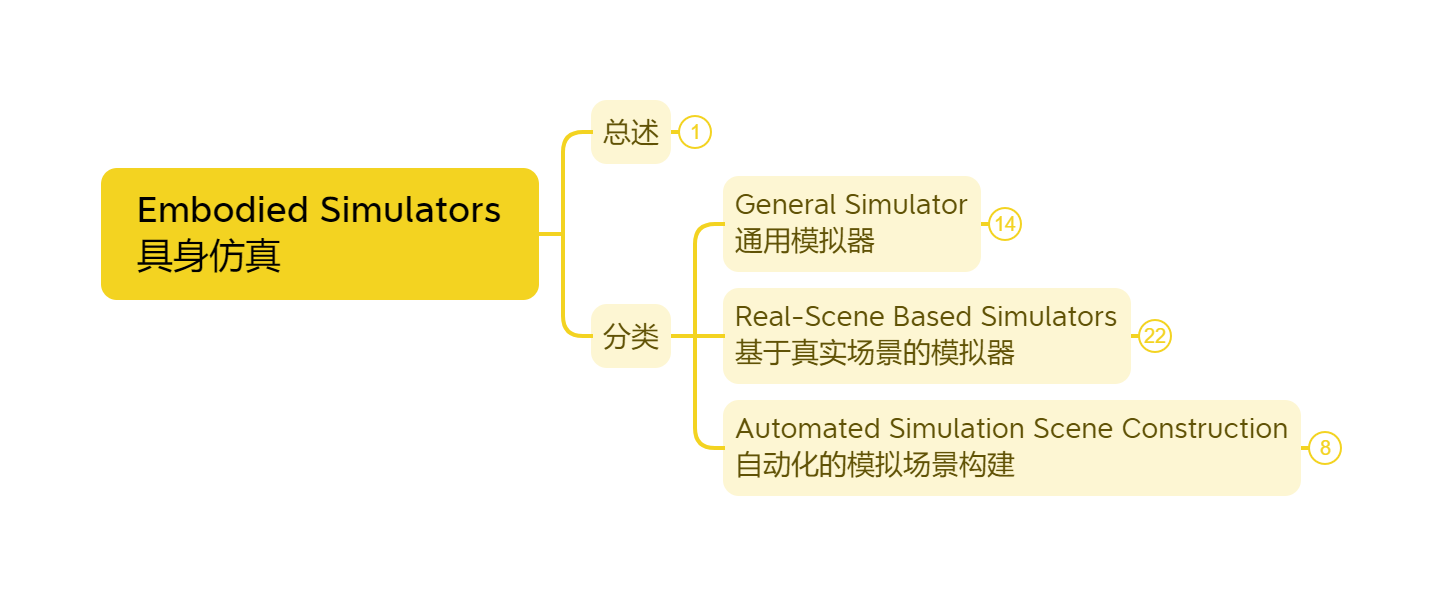 Embodied Simulators
具身仿真
总述
1
分类
General Simulator
通用模拟器
14
Real-Scene Based Simulators
基于真实场景的模拟器
22
Automated Simulation Scene Construction
自动化的模拟场景构建
8